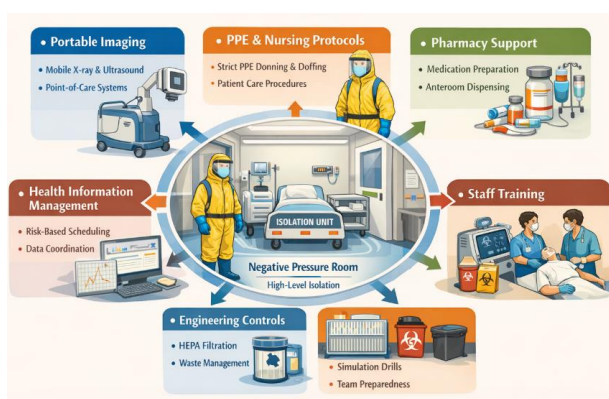 • Portable Imaging
• Mobile X-ray & Ultrasound
• Point-of-Care Systems
• PPE & Nursing Protocols
• Strict PPE Donning & Doffing
• Patient Care Procedures
• Pharmacy Support
• Medication Preparation
• Anteroom Dispensing
• Health Information
Management
• Risk-Based Scheduling
• Data Coordination
ISOLATION UNIT
Negative Pressure Room
High-Level Isolation
• Staff Training
• Engineering Controls
• HEPA Filtration
• Waste Management
• Simulation Drills
• Team Preparedness